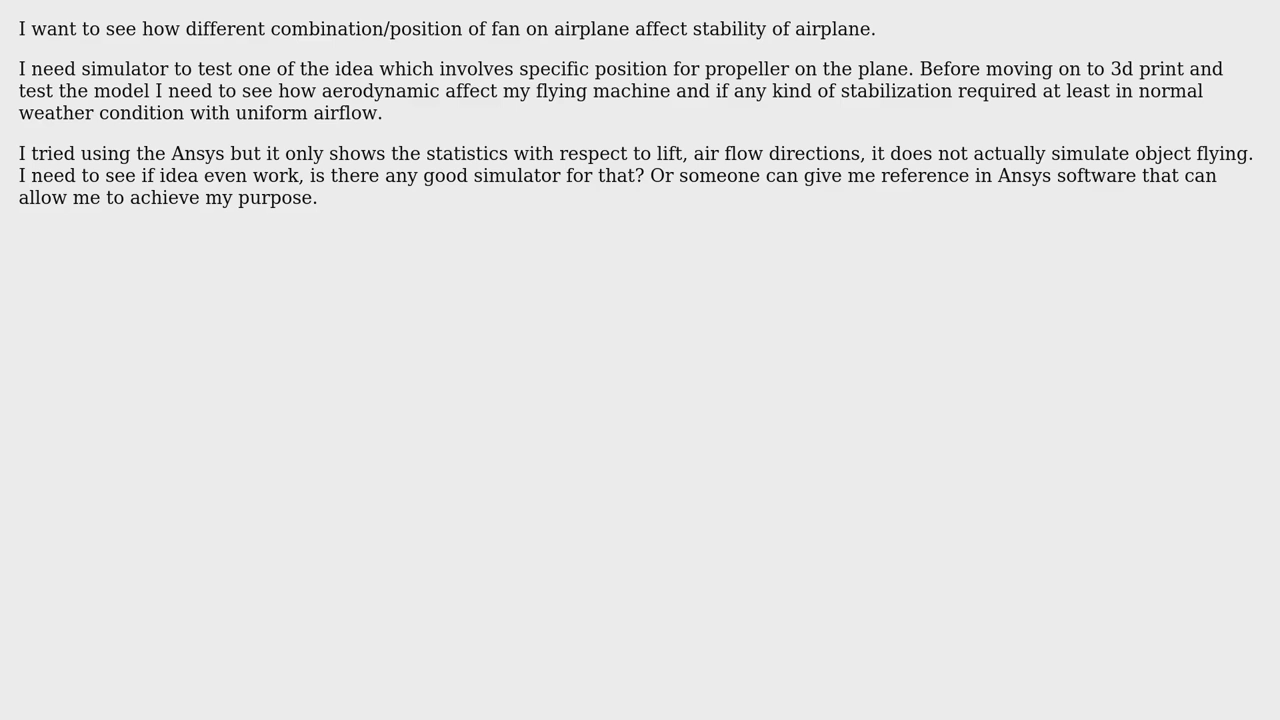 I want to see how different combination/position of fan on airplane affect stability of airplane.
I need simulator to test one of the idea which involves specific position for propeller on the plane. Before moving on to 3d print and
test the model I need to see how aerodynamic affect my flying machine and if any kind of stabilization required at least in normal
weather condition with uniform airflow.
I tried using the Ansys but it only shows the statistics with respect to lift, air flow directions, it does not actually simulate object flying.
I need to see if idea even work, is there any good simulator for that? Or someone can give me reference in Ansys software that can
allow me to achieve my purpose.